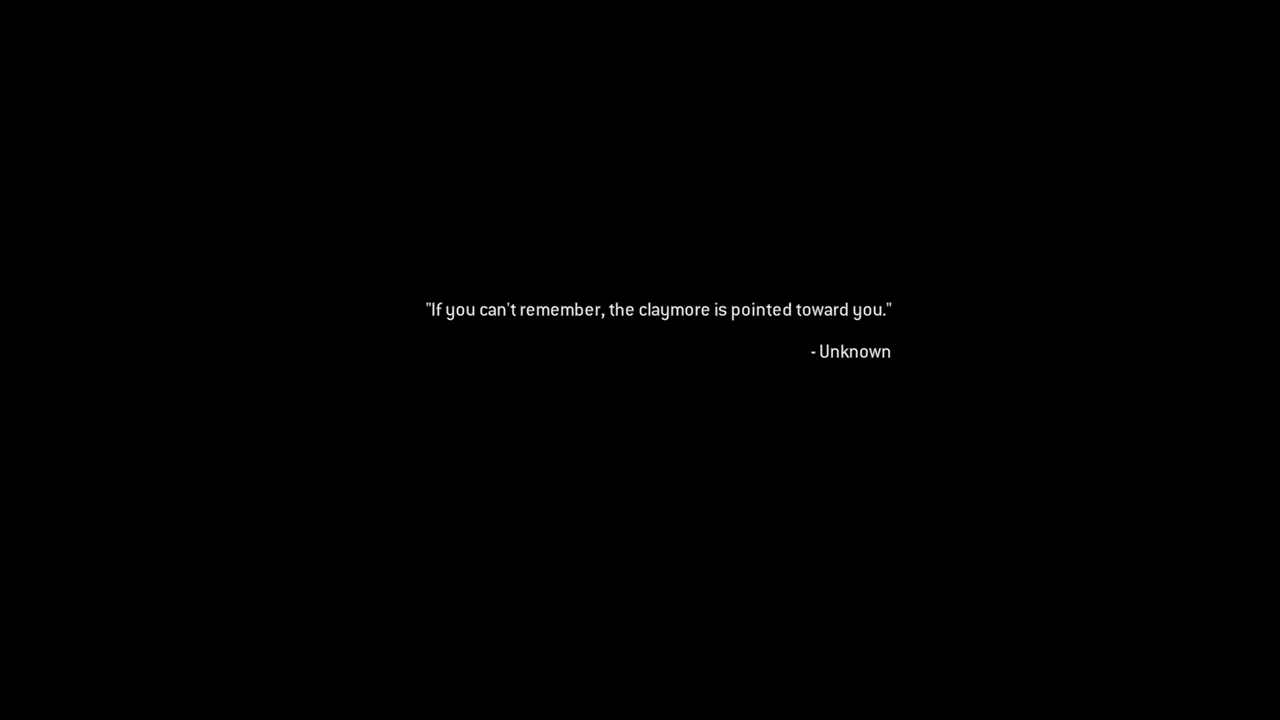 "If you can't remember, the claymore is pointed toward you."
- Unknown